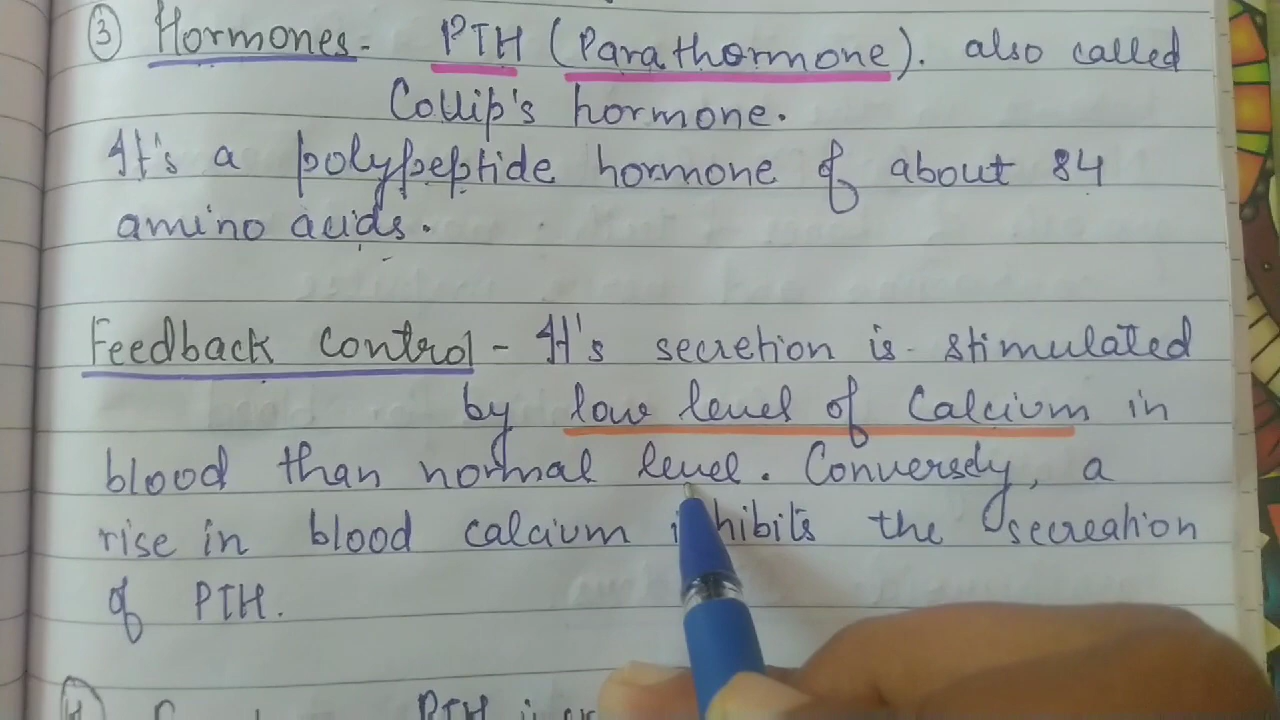 ③ Hormones- PTH (Parathormone). also called
Collip's hormone.
It's a polypeptide hormone of about 84
amino acids.
Feedback control - It's secretion is stimulated
by low level of Calcium in
blood than normal level. Conversely, a
rise in blood calcium inhibits the secreation
of PTH.
PTH is